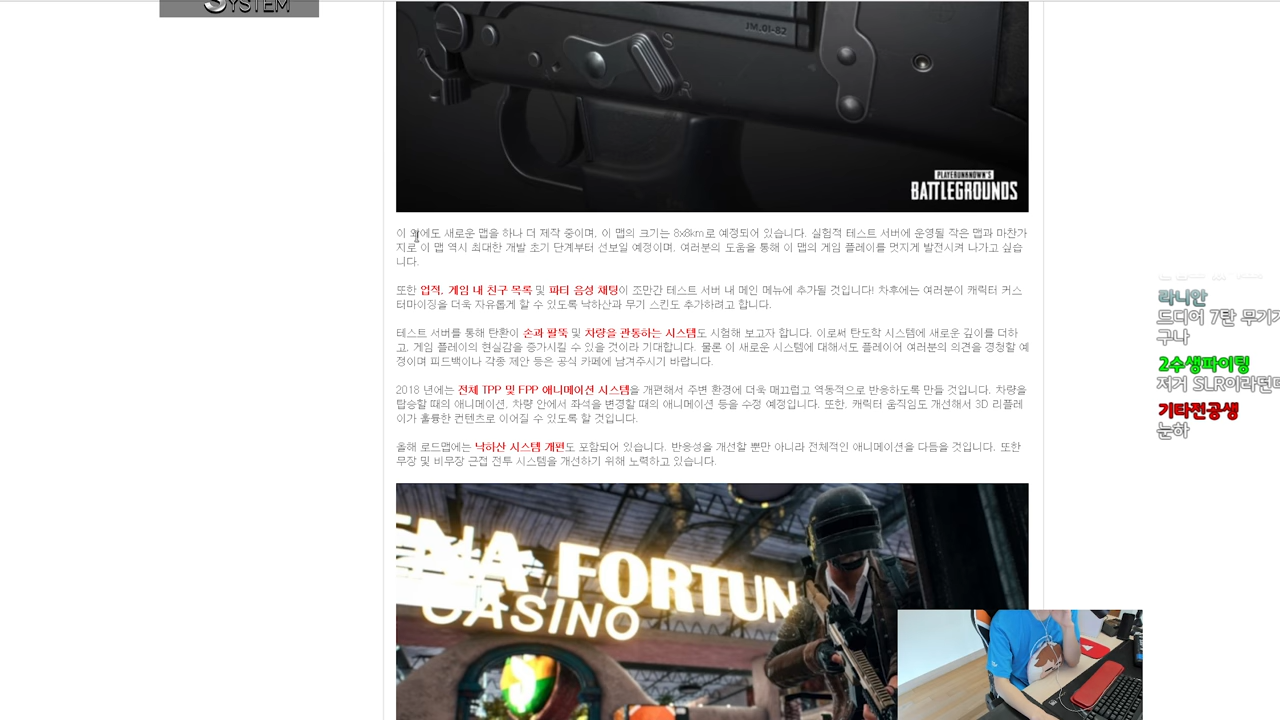 SYSTEM
JM.01-82
S
R
PLAYERUNKNOWN'S
BATTLEGROUNDS
이 외에도 새로운 맵을 하나 더 제작 중이며, 이 맵의 크기는 8x8km로 예정되어 있습니다. 실험적 테스트 서버에 운영될 작은 맵과 마찬가
지로 이 맵 역시 최대한 개발 초기 단계부터 선보일 예정이며, 여러분의 도움을 통해 이 맵의 게임 플레이를 멋지게 발전시켜 나가고 싶습
니다.
또한 업적, 게임 내 친구 목록 및 파티 음성 채팅이 조만간 테스트 서버 내 메인 메뉴에 추가될 것입니다! 차후에는 여러분이 캐릭터 커스
터마이징을 더욱 자유롭게 할 수 있도록 낙하산과 무기 스킨도 추가하려고 합니다.
테스트 서버를 통해 탄환이 손과 팔뚝 및 차량을 관통하는 시스템도 시험해 보고자 합니다. 이로써 탄도학 시스템에 새로운 깊이를 더하
고, 게임 플레이의 현실감을 증가시킬 수 있을 것이라 기대합니다. 물론 이 새로운 시스템에 대해서도 플레이어 여러분의 의견을 경청할 예
정이며 피드백이나 각종 제안 등은 공식 카페에 남겨주시기 바랍니다.
2018 년에는 전체 TPP 및 FPP 애니메이션 시스템을 개편해서 주변 환경에 더욱 매끄럽고 역동적으로 반응하도록 만들 것입니다. 차량을
탑승할 때의 애니메이션, 차량 안에서 좌석을 변경할 때의 애니메이션 등을 수정 예정입니다. 또한, 캐릭터 움직임도 개선해서 3D 리플레
이가 훌륭한 컨텐츠로 이어질 수 있도록 할 것입니다.
올해 로드맵에는 낙하산 시스템 개편도 포함되어 있습니다. 반응성을 개선할 뿐만 아니라 전체적인 애니메이션을 다듬을 것입니다. 또한
무장 및 비무장 근접 전투 시스템을 개선하기 위해 노력하고 있습니다.
ENA FORTUN
CASINO
라니안
드디어 7탄 무기가
구나
2수생파이팅
저거 SLR이라던데
기타전공생
눈하